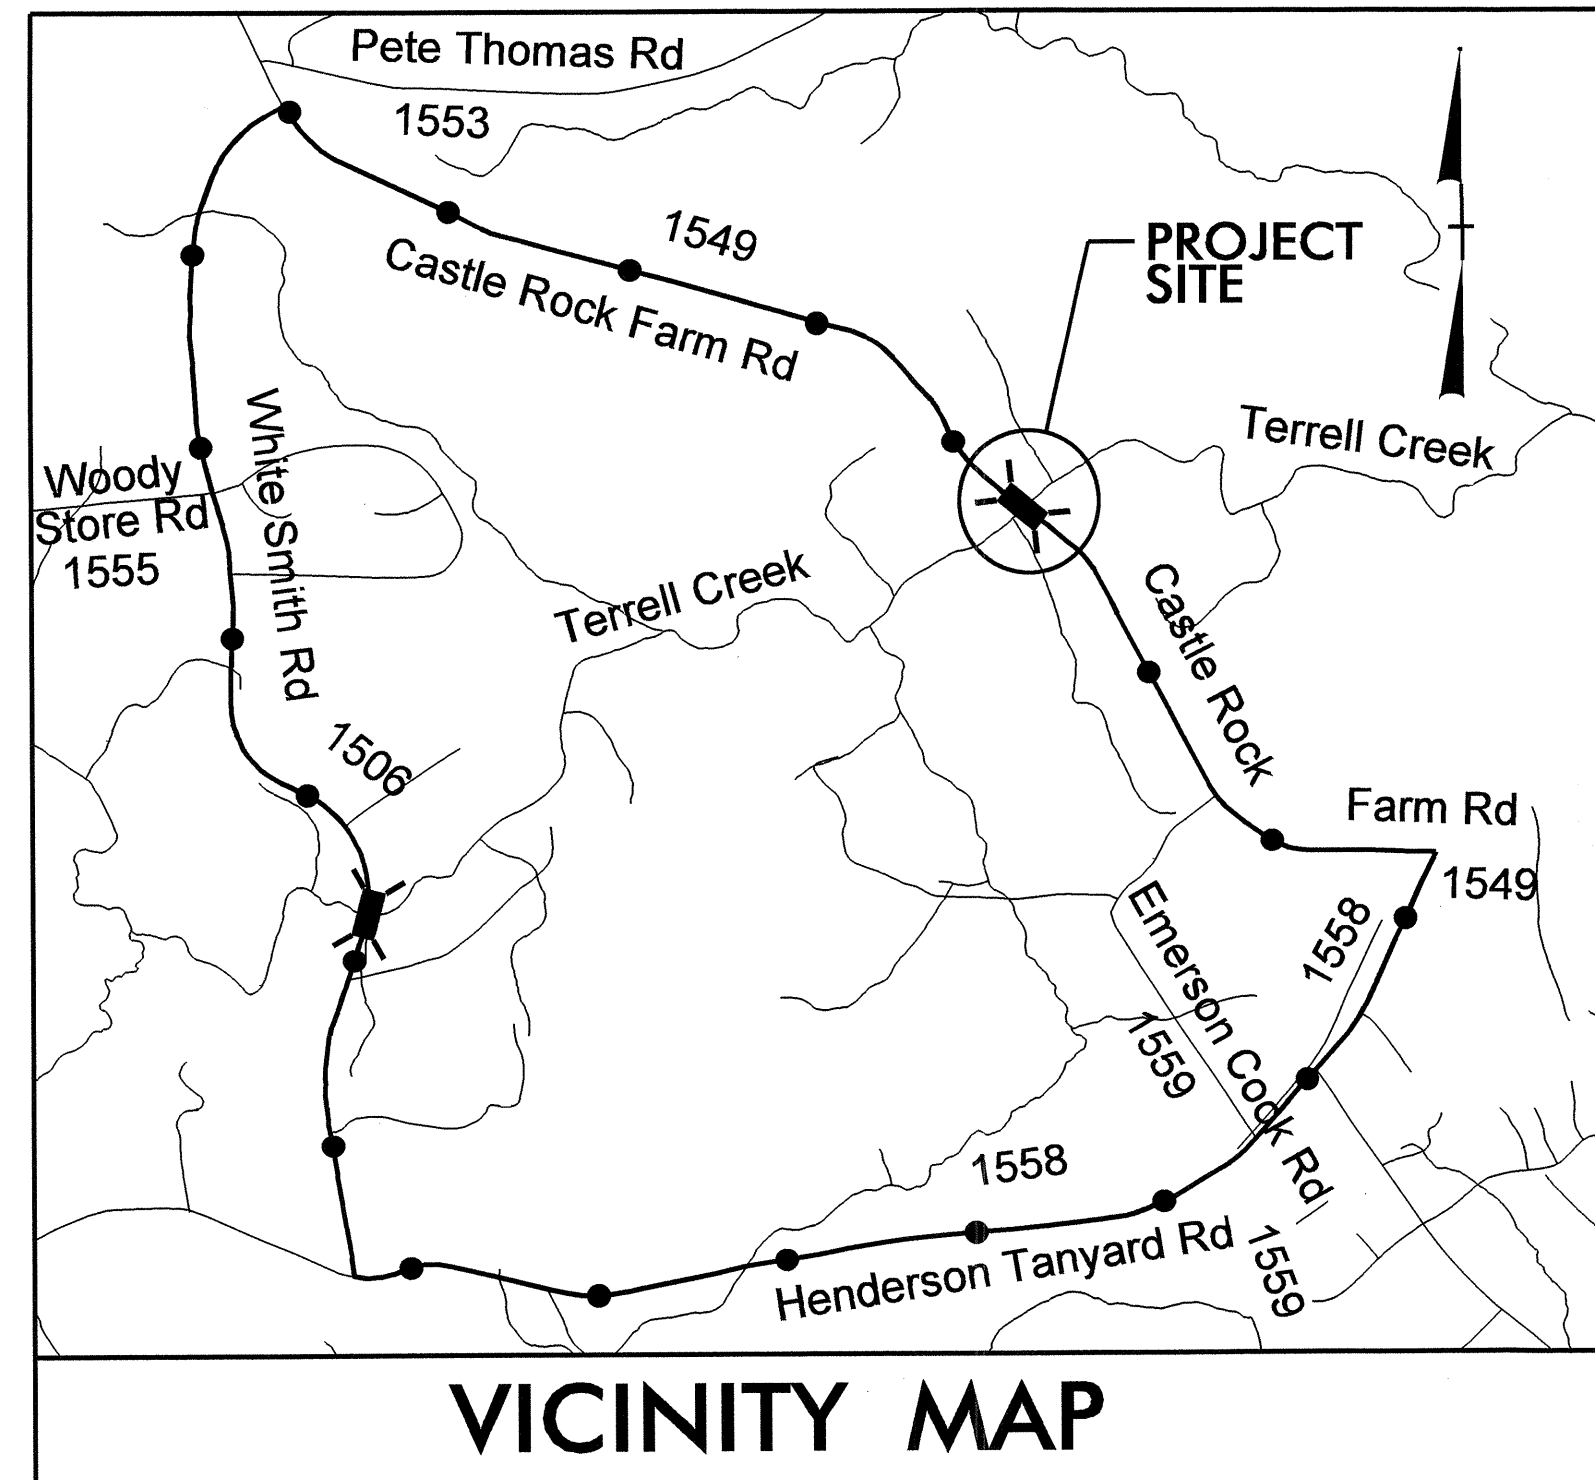 Pete Thomas Rd
1553
1549
Castle Rock Farm Rd
PROJECT
SITE
Terrell Creek
White Smith Rd
Woody
Store Rd
1555
Terrell Creek
Castle Rock
Farm Rd
1549
1506
1558
Emerson Cook Rd
1559
1558
Henderson Tanyard Rd
1559
VICINITY MAP